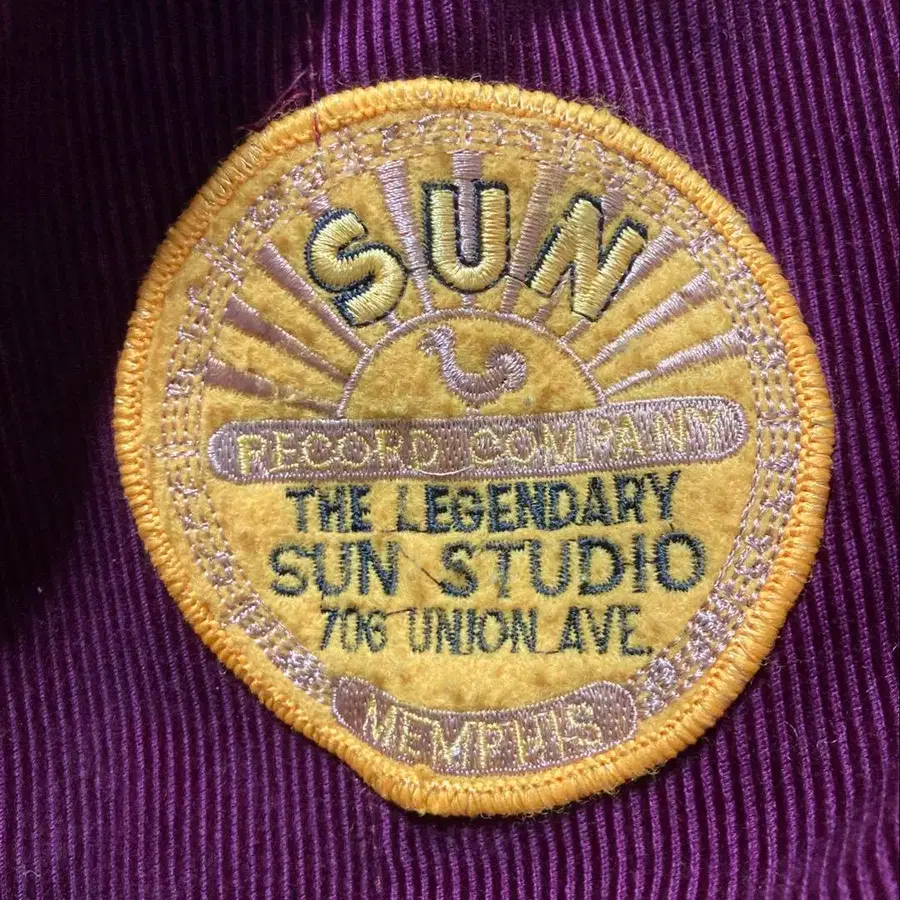 SUN
RECORD COMPANY
THE LEGENDARY
SUN STUDIO
706 UNION AVE.
MEMPHIS